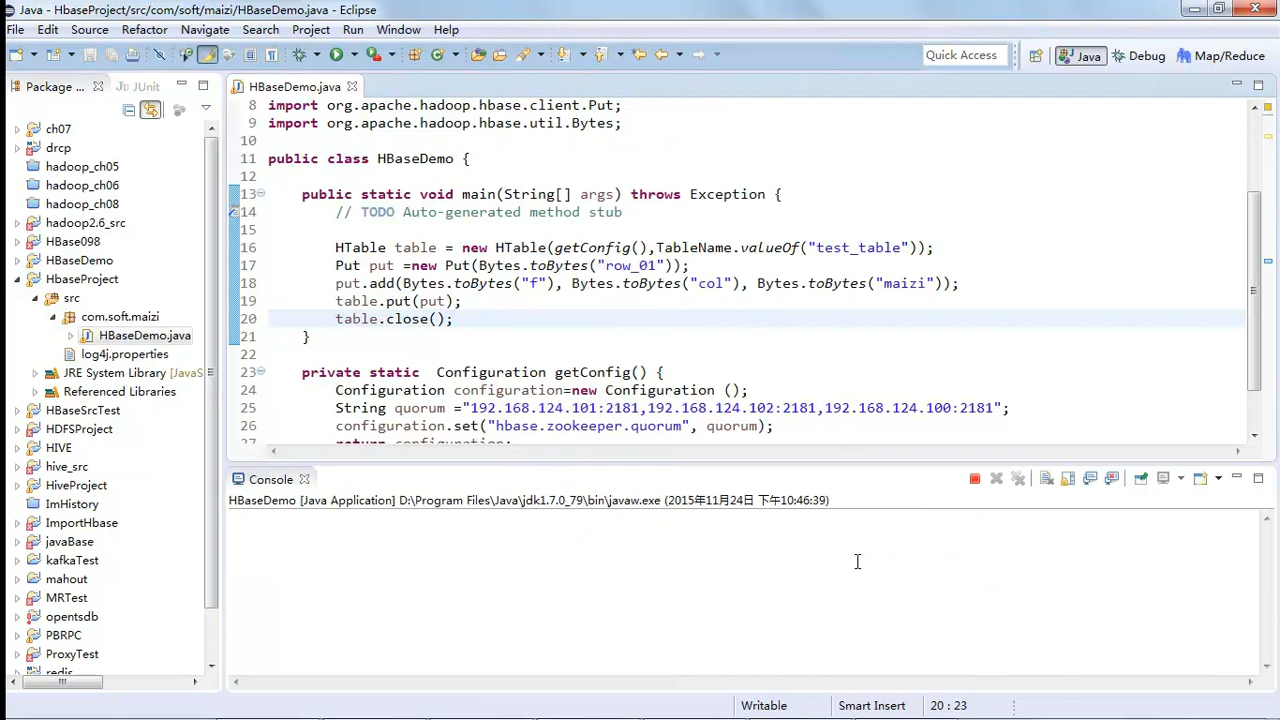 Java - HbaseProject/src/com/soft/maizi/HBaseDemo.java - Eclipse
File Edit Source Refactor Navigate Search Project Run Window Help
Quick Access
Java
Debug
Map/Reduce
Package ...
JUnit
HBaseDemo.java
ch07
drcp
hadoop_ch05
hadoop_ch06
hadoop_ch08
hadoop2.6_src
HBase098
HBaseDemo
HbaseProject
src
com.soft.maizi
HBaseDemo.java
log4j.properties
JRE System Library [JavaS
Referenced Libraries
HBaseSrcTest
HDFSProject
HIVE
hive_src
HiveProject
ImHistory
ImportHbase
javaBase
kafkaTest
mahout
MRTest
opentsdb
PBRPC
ProxyTest
redis
8 import org.apache.hadoop.hbase.client.Put;
9 import org.apache.hadoop.hbase.util.Bytes;
10
11 public class HBaseDemo {
12
13 public static void main(String[] args) throws Exception {
14 // TODO Auto-generated method stub
15
16 HTable table = new HTable(getConfig(),TableName.valueOf("test_table"));
17 Put put =new Put(Bytes.toBytes("row_01"));
18 put.add(Bytes.toBytes("f"), Bytes.toBytes("col"), Bytes.toBytes("maizi"));
19 table.put(put);
20 table.close();
21 }
22
23 private static Configuration getConfig() {
24 Configuration configuration=new Configuration ();
25 String quorum ="192.168.124.101:2181,192.168.124.102:2181,192.168.124.100:2181";
26 configuration.set("hbase.zookeeper.quorum", quorum);
27 return configuration;
Console
HBaseDemo [Java Application] D:\Program Files\Java\jdk1.7.0_79\bin\javaw.exe (2015年11月24日 下午10:46:39)
Writable
Smart Insert
20 : 23